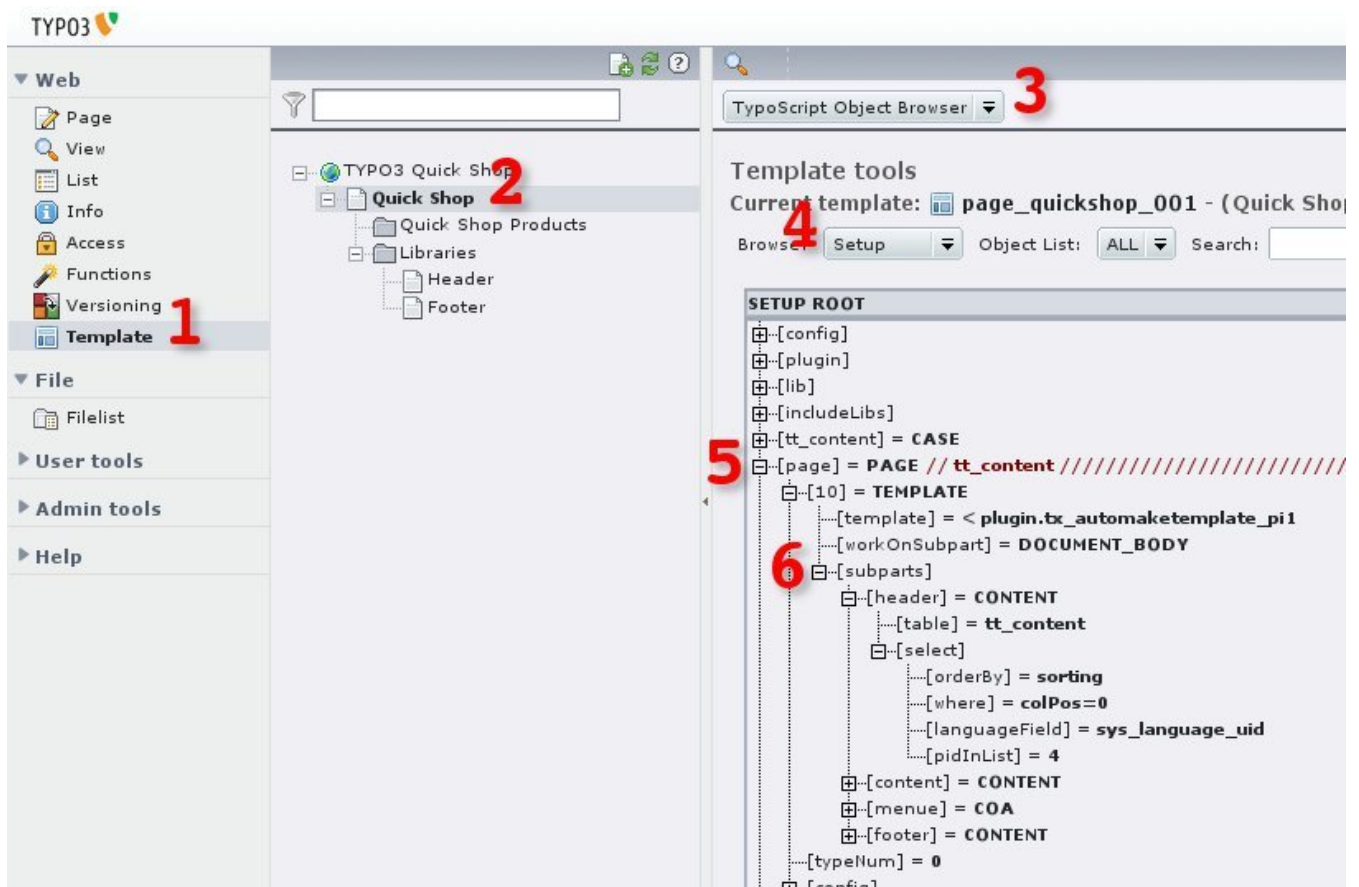 TYPO3
Web
Page
View
List
Info
Access
Functions
Versioning
Template
1
File
Filelist
User tools
Admin tools
Help
TYPO3 Quick Shop
2
Quick Shop
Quick Shop Products
Libraries
Header
Footer
TypoScript Object Browser
3
Template tools
Current template: page_quickshop_001 - (Quick Shop
4
Browse Setup Object List: ALL Search:
SETUP ROOT
[config]
[plugin]
[lib]
[includeLibs]
[tt_content] = CASE
5
[page] = PAGE // tt_content /////////////////////////
[10] = TEMPLATE
[template] = < plugin.tx_automaketemplate_pi1
[workOnSubpart] = DOCUMENT_BODY
6
[subparts]
[header] = CONTENT
[table] = tt_content
[select]
[orderBy] = sorting
[where] = colPos=0
[languageField] = sys_language_uid
[pidInList] = 4
[content] = CONTENT
[menue] = COA
[footer] = CONTENT
[typeNum] = 0
[config]